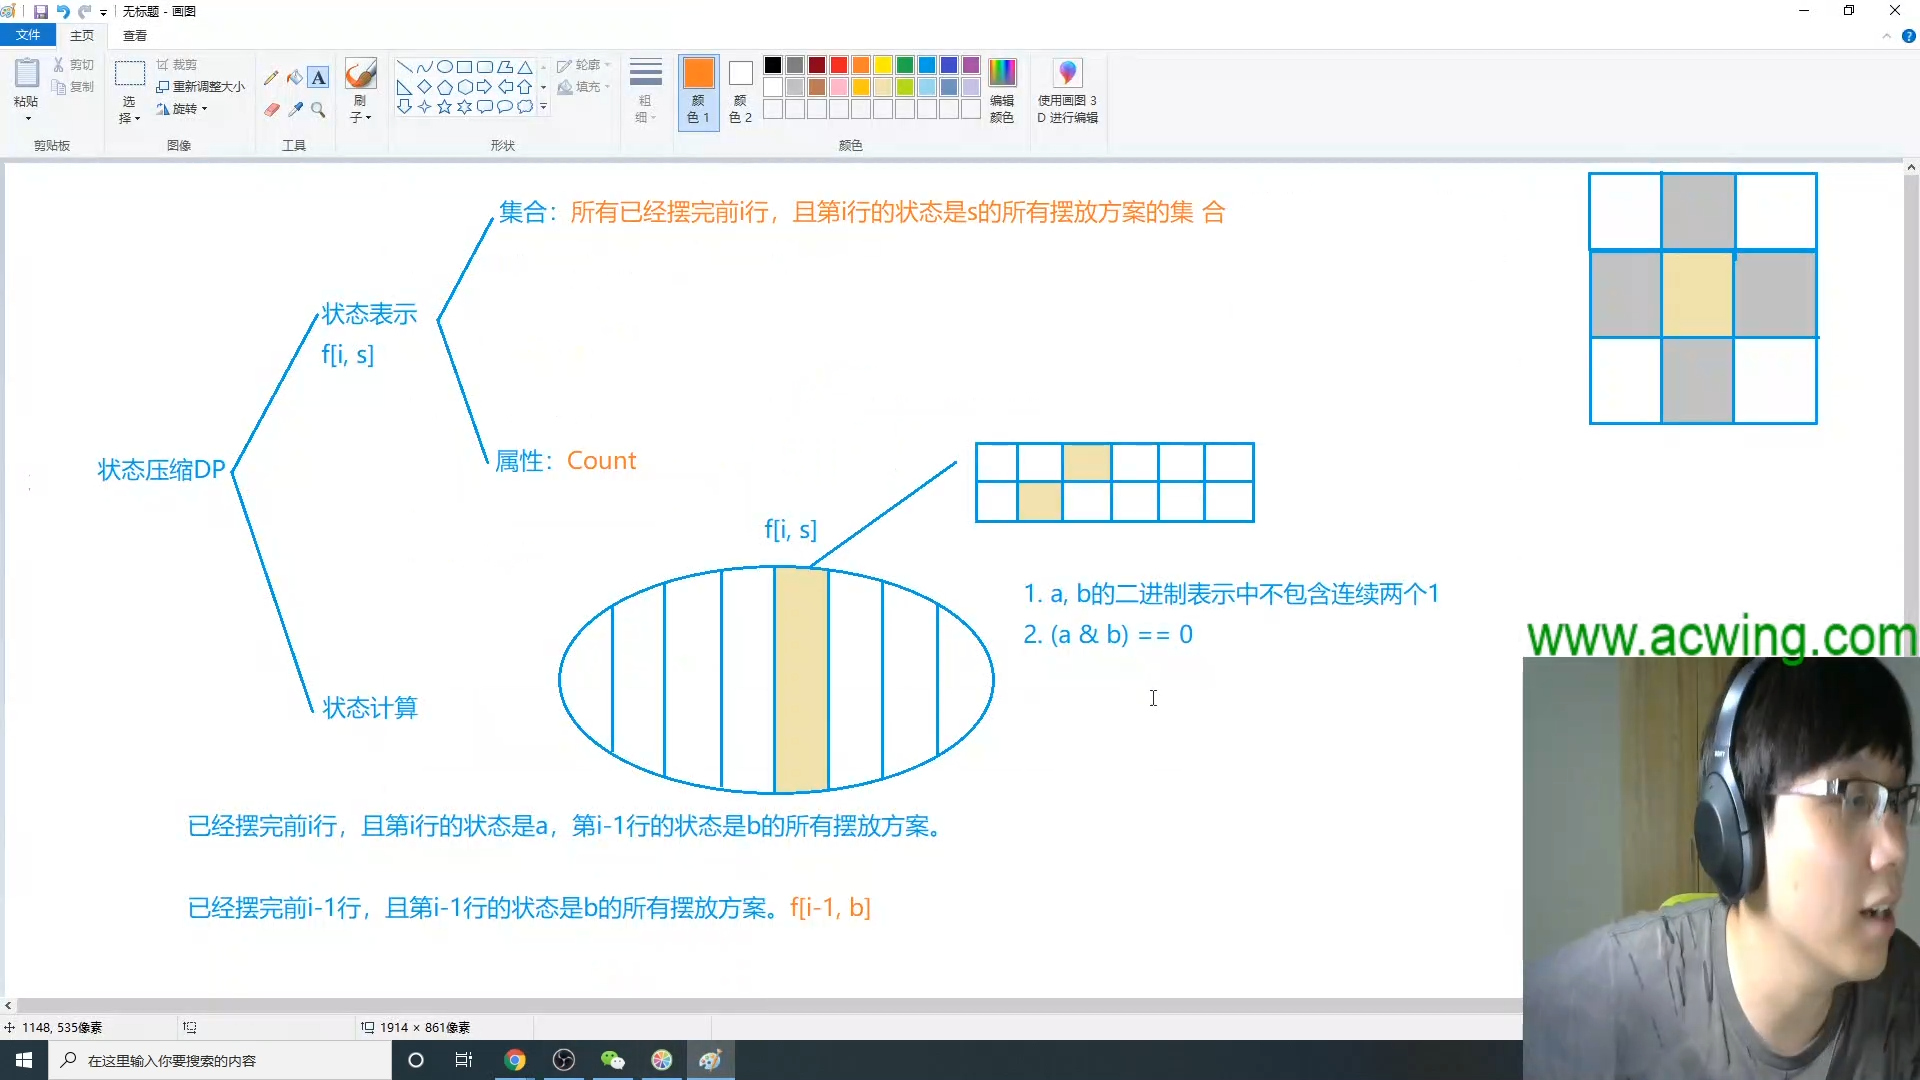 无标题 - 画图
文件
主页
查看
粘贴
剪切
复制
剪贴板
选
择
裁剪
重新调整大小
旋转
图像
A
工具
刷
子
轮廓
填充
形状
粗
细
颜
色 1
颜
色 2
编辑
颜色
颜色
使用画图 3
D 进行编辑
集合：所有已经摆完前i行，且第i行的状态是s的所有摆放方案的集 合
状态表示
f[i, s]
状态压缩DP
属性：Count
f[i, s]
1. a, b的二进制表示中不包含连续两个1
2. (a & b) == 0
www.acwing.com
状态计算
已经摆完前i行，且第i行的状态是a，第i-1行的状态是b的所有摆放方案。
已经摆完前i-1行，且第i-1行的状态是b的所有摆放方案。f[i-1, b]
1148, 535像素
1914 × 861像素
在这里输入你要搜索的内容